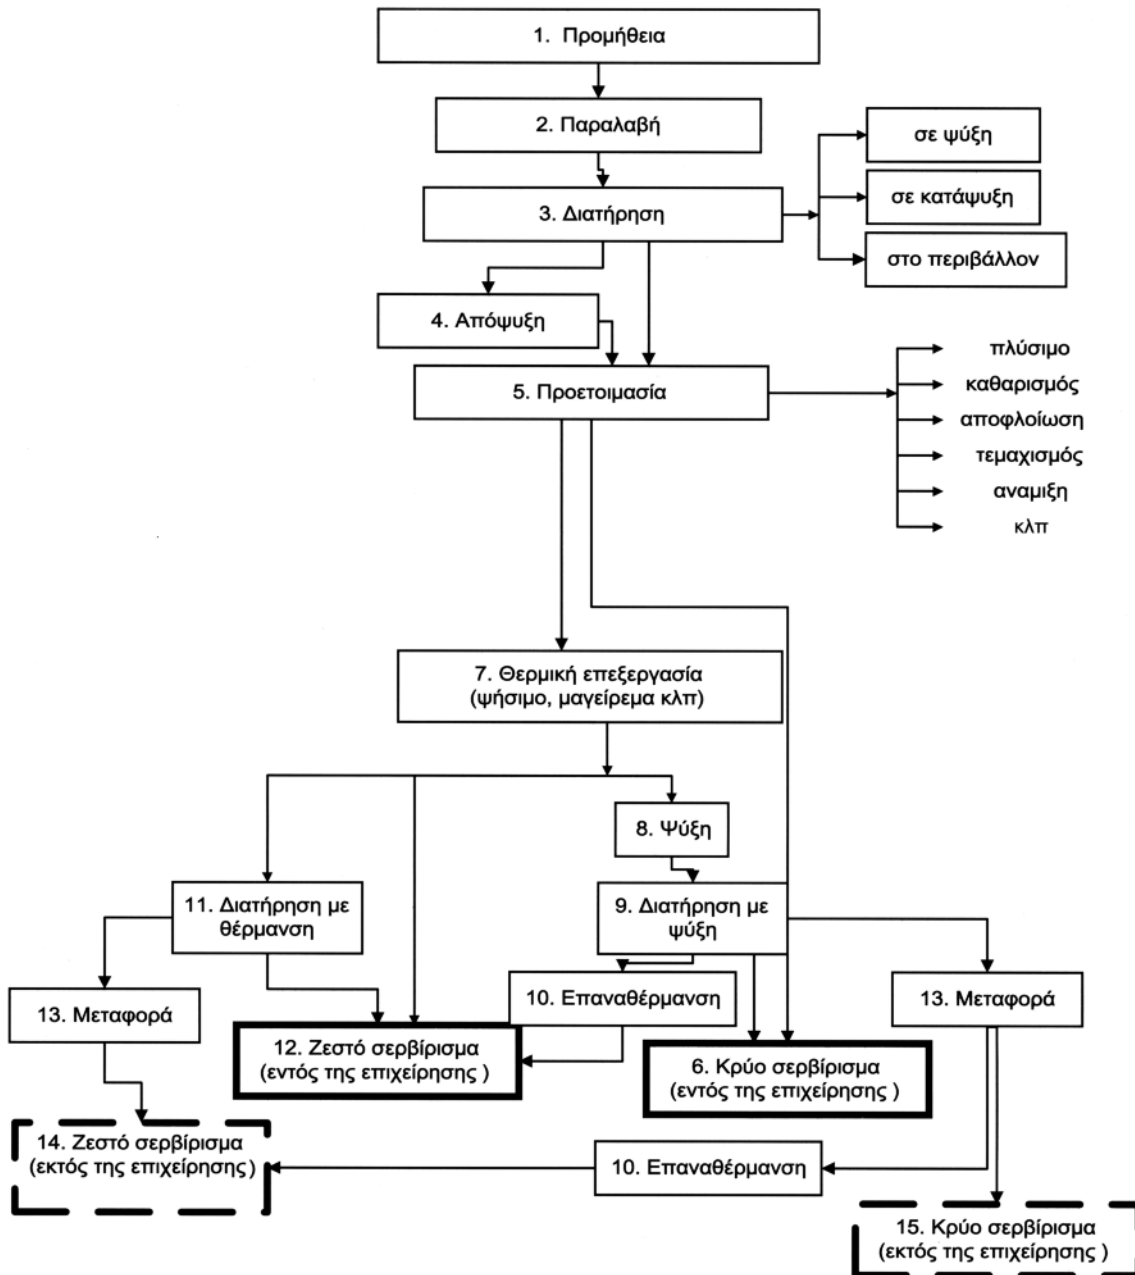 1. Προμήθεια
2. Παραλαβή
σε ψύξη
3. Διατήρηση
σε κατάψυξη
στο περιβάλλον
4. Απόψυξη
5. Προετοιμασία
πλύσιμο
καθαρισμός
αποφλοίωση
τεμαχισμός
αναμιξη
κλπ
7. Θερμική επεξεργασία
(ψήσιμο, μαγείρεμα κλπ)
8. Ψύξη
11. Διατήρηση με
θέρμανση
9. Διατήρηση με
ψύξη
13. Μεταφορά
10. Επαναθέρμανση
13. Μεταφορά
12. Ζεστό σερβίρισμα
(εντός της επιχείρησης )
6. Κρύο σερβίρισμα
(εντός της επιχείρησης )
14. Ζεστό σερβίρισμα
(εκτός της επιχείρησης )
10. Επαναθέρμανση
15. Κρύο σερβίρισμα
(εκτός της επιχείρησης )